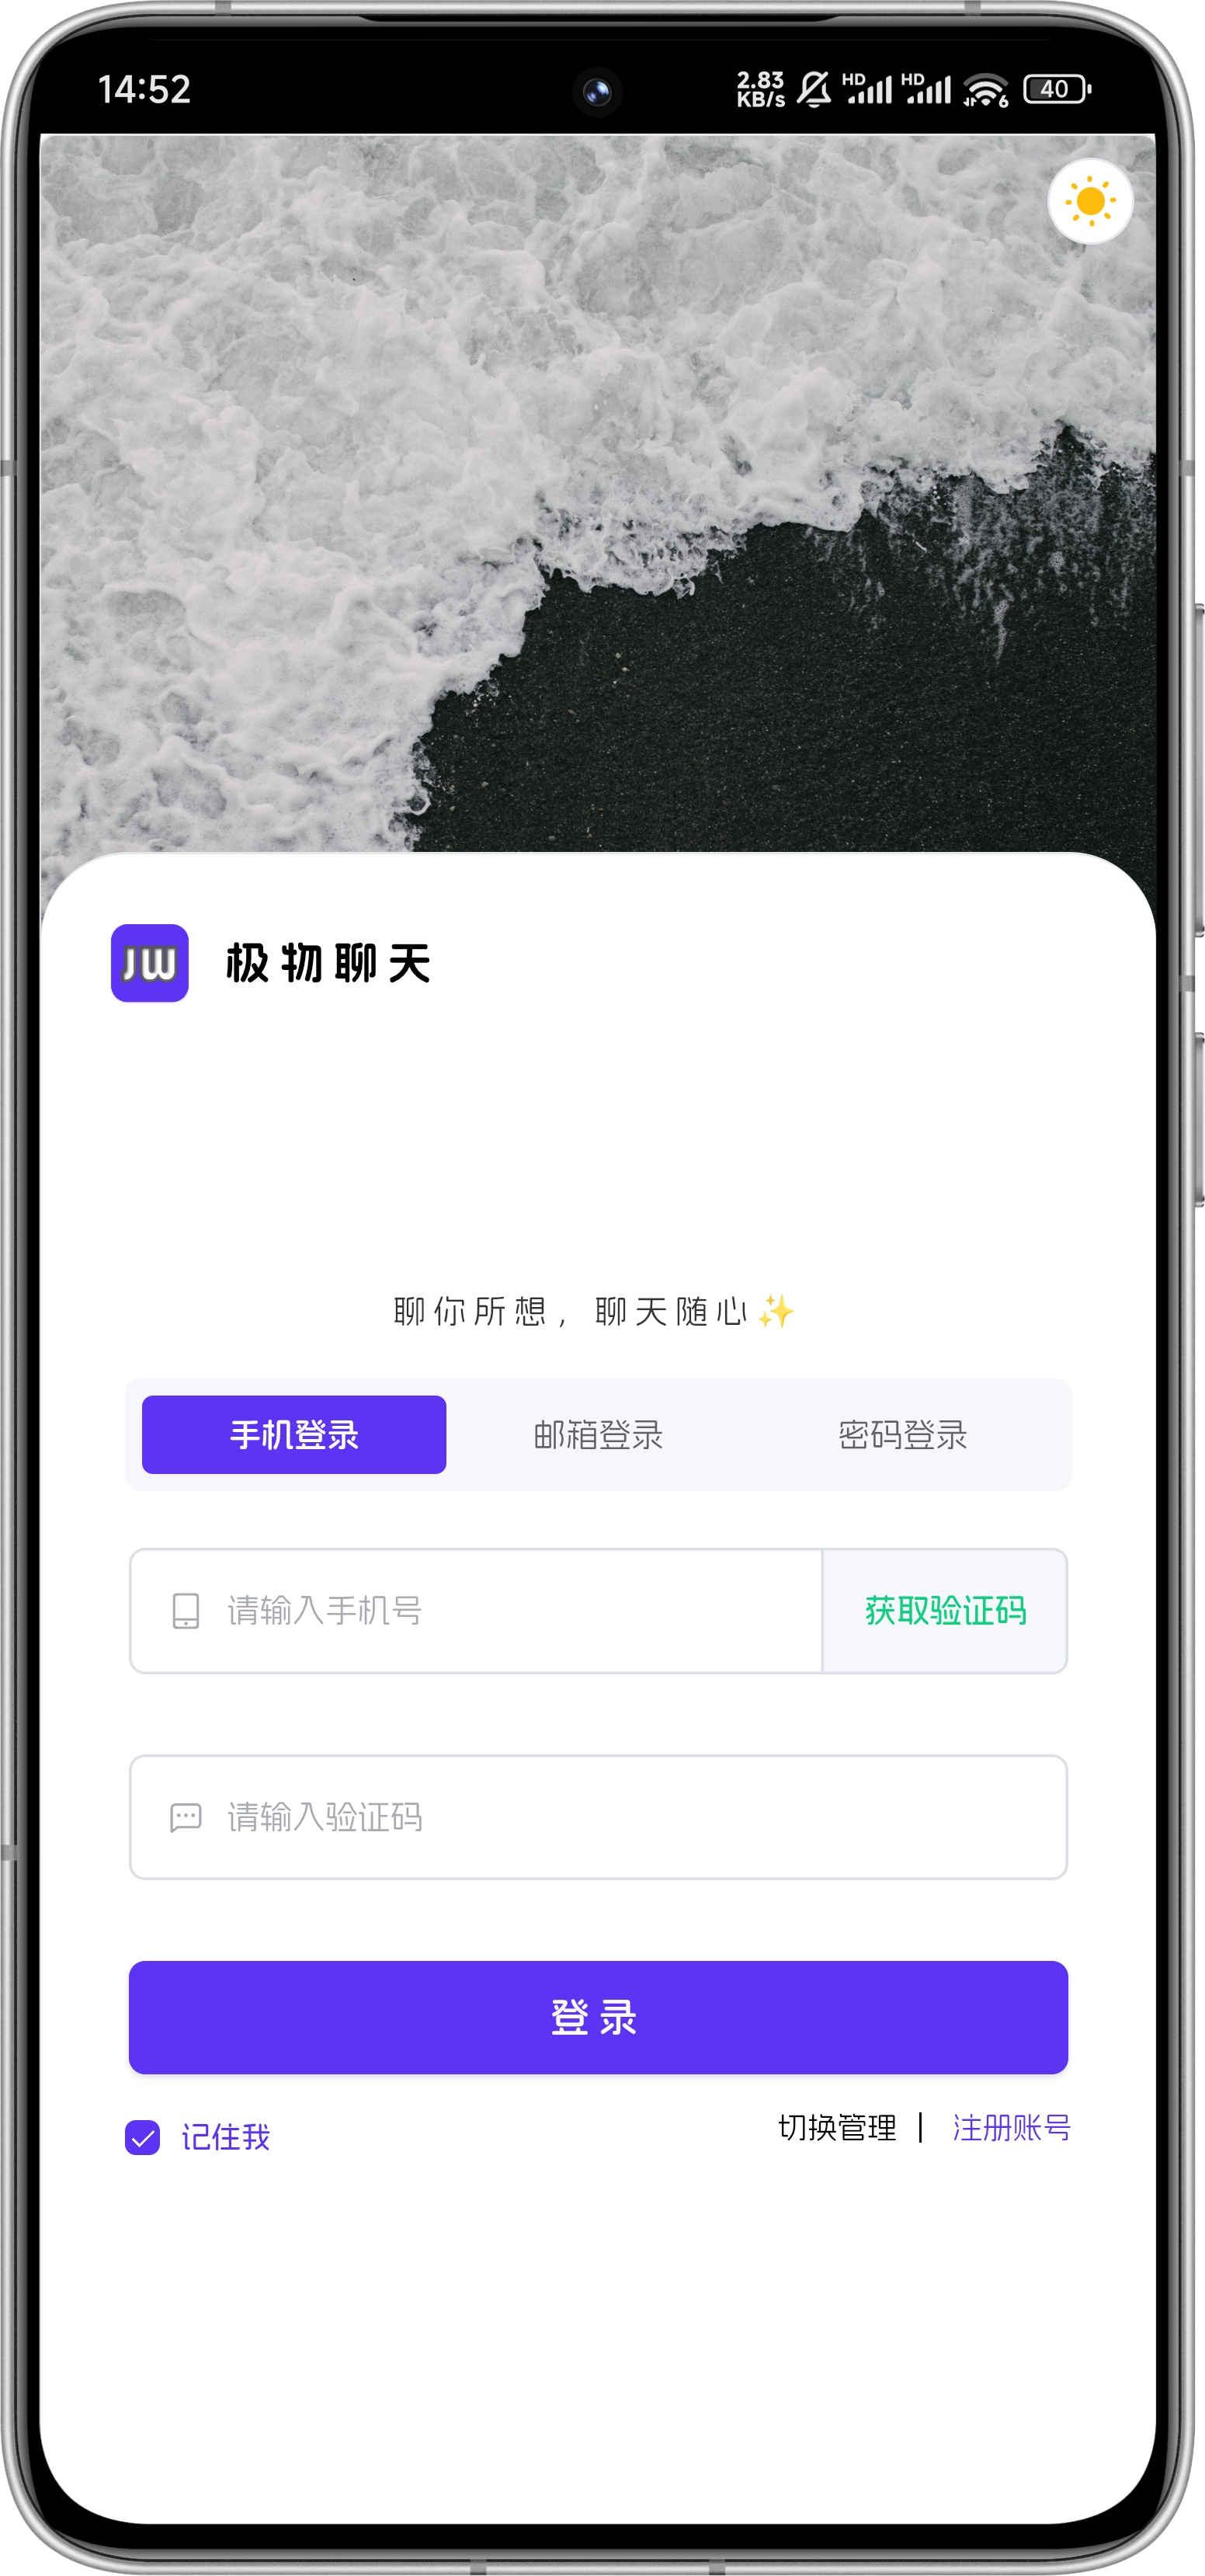 14:52
2.83 KB/s HD HD 6 40
JW 极物聊天
聊你所想，聊天随心✨
手机登录 邮箱登录 密码登录
请输入手机号 获取验证码
请输入验证码
登录
记住我 切换管理 | 注册账号